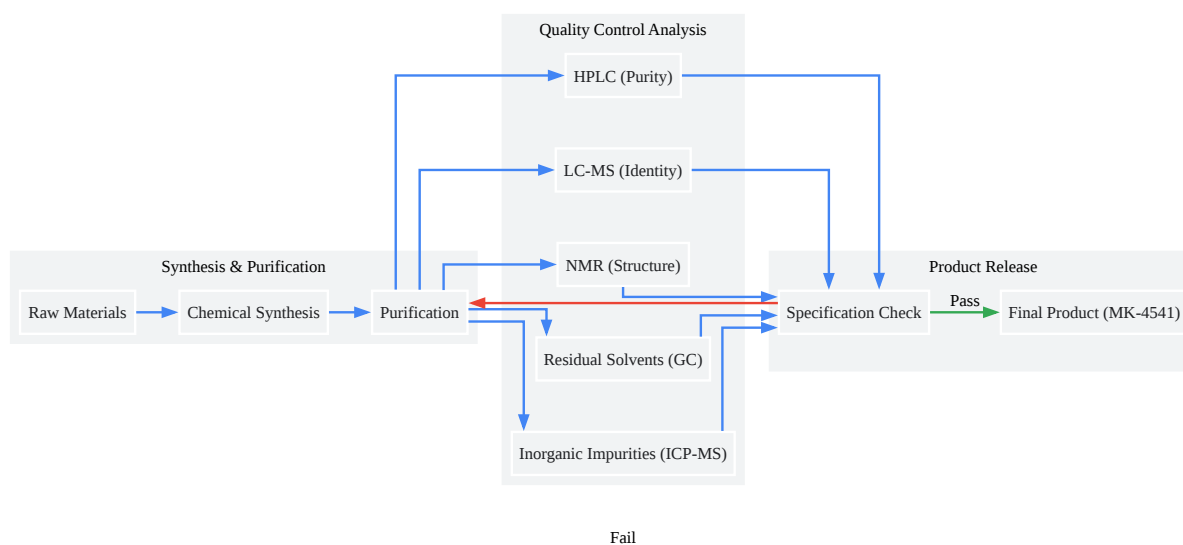 Quality Control Analysis
HPLC (Purity)
LC-MS (Identity)
NMR (Structure)
Residual Solvents (GC)
Inorganic Impurities (ICP-MS)
Synthesis & Purification
Raw Materials
Chemical Synthesis
Purification
Product Release
Specification Check
Pass
Final Product (MK-4541)
Fail